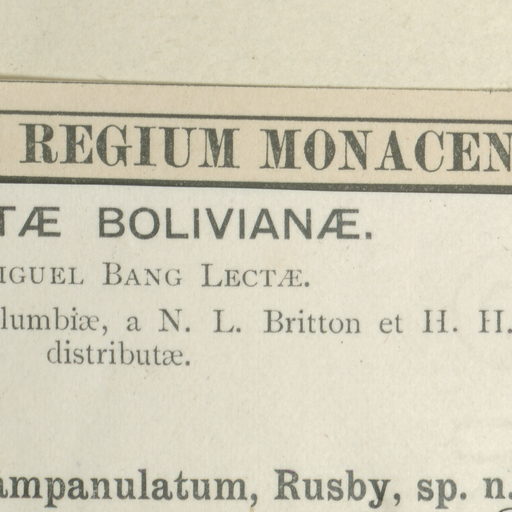 REGIUM MONACEN
TÆ BOLIVIANÆ.
IGUEL BANG LECTÆ.
lumbiæ, a N. L. Britton et H. H.
distributæ.
ampanulatum, Rusby, sp. n.